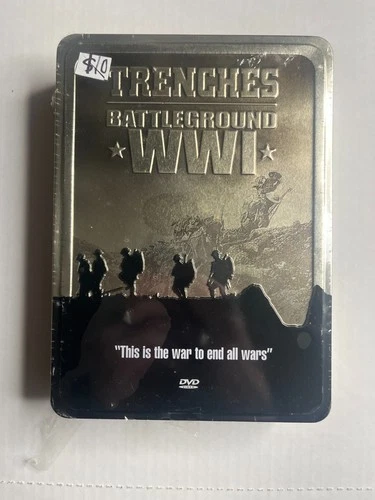 $10
TRENCHES
BATTLEGROUND
WWI
"This is the war to end all wars"
DVD